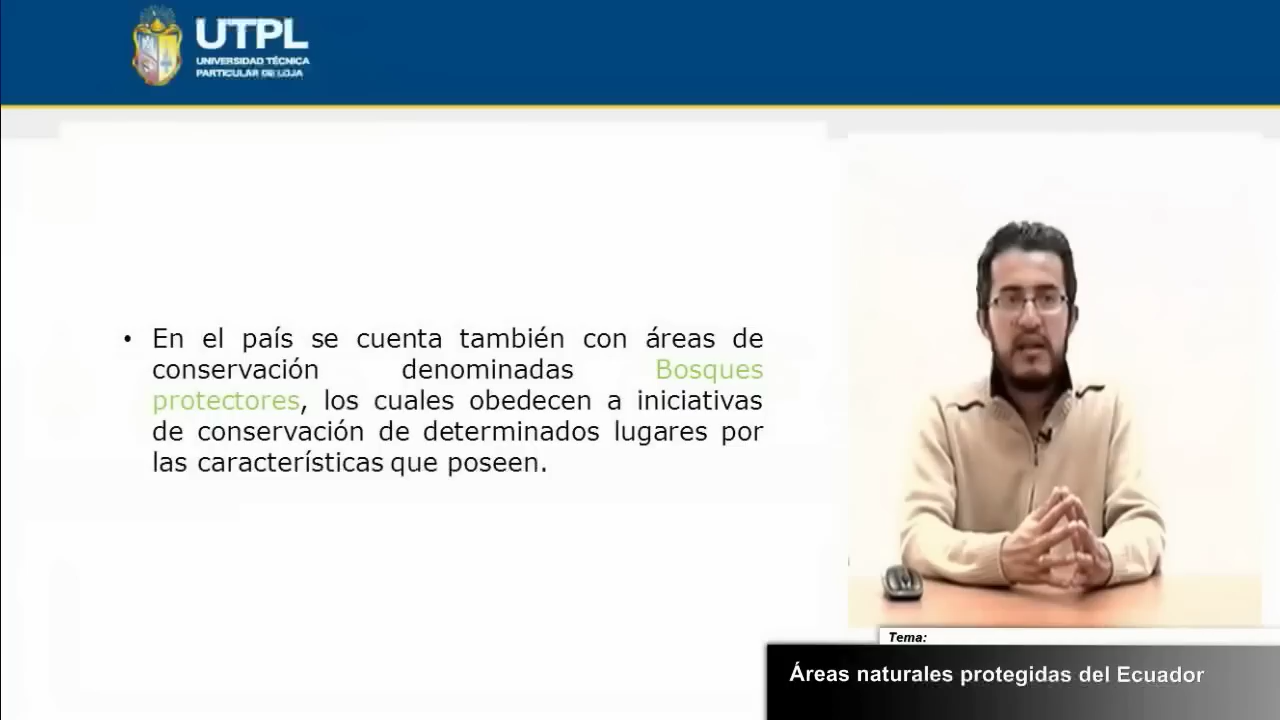 UTPL
UNIVERSIDAD TÉCNICA
PARTICULAR DE LOJA
• En el país se cuenta también con áreas de
conservación denominadas Bosques
protectores, los cuales obedecen a iniciativas
de conservación de determinados lugares por
las características que poseen.
Tema:
Áreas naturales protegidas del Ecuador